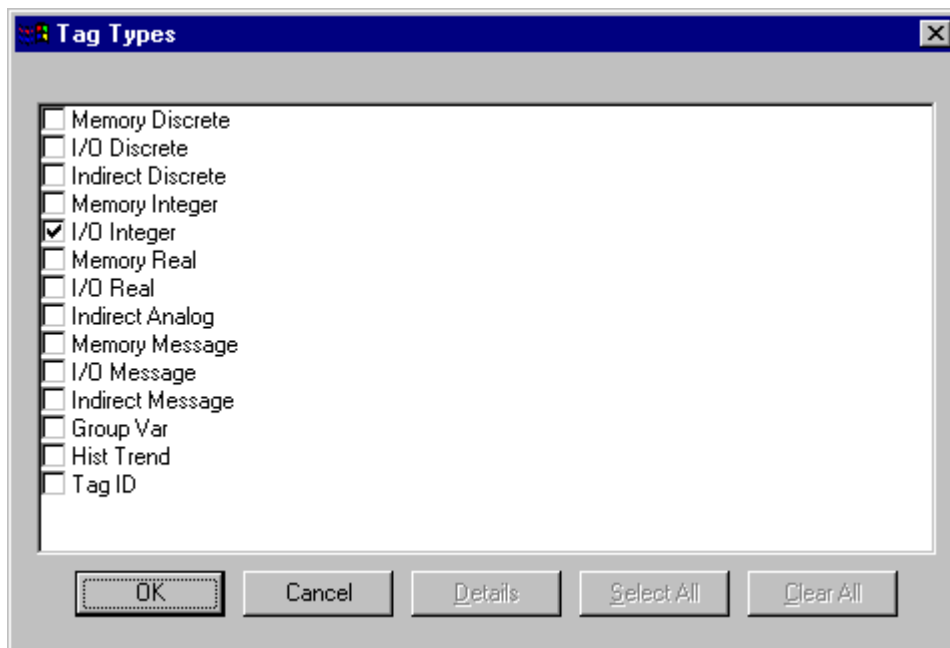 Tag Types
Memory Discrete
I/O Discrete
Indirect Discrete
Memory Integer
I/O Integer
Memory Real
I/O Real
Indirect Analog
Memory Message
I/O Message
Indirect Message
Group Var
Hist Trend
Tag ID
OK Cancel Details Select All Clear All